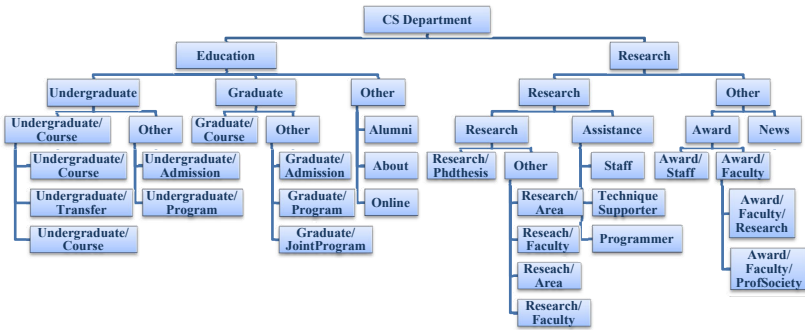 CS Department
Education
Research
Undergraduate
Graduate
Other
Research
Other
Undergraduate/
Course
Other
Graduate/
Course
Other
Alumni
Research
Assistance
Award
News
Undergraduate/
Course
Undergraduate/
Admission
Graduate/
Admission
About
Research/
Phdthesis
Other
Staff
Award/
Staff
Award/
Faculty
Undergraduate/
Transfer
Undergraduate/
Program
Graduate/
Program
Online
Research/
Area
Technique
Supporter
Award/
Faculty/
Research
Undergraduate/
Course
Graduate/
JointProgram
Reseach/
Faculty
Programmer
Reseach/
Area
Award/
Faculty/
ProfSociety
Research/
Faculty